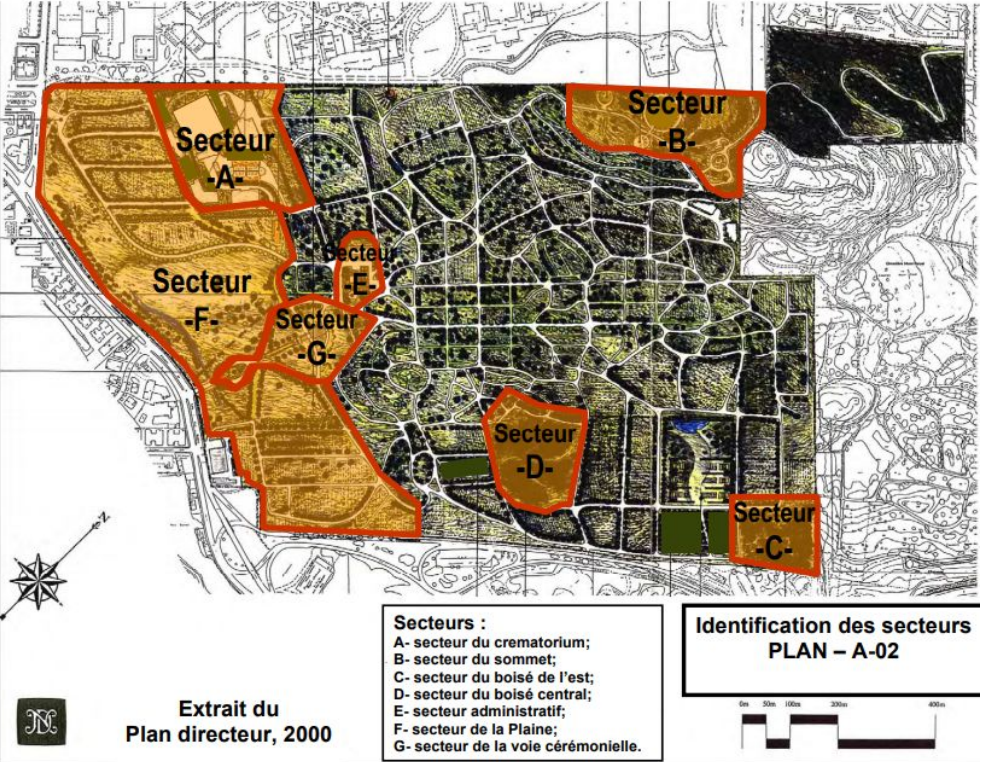 Secteur
-A-
Secteur
-B-
Secteur
-E-
Secteur
-F-
Secteur
-G-
Secteur
-D-
Secteur
-C-
N
Secteurs :
A- secteur du crematorium;
B- secteur du sommet;
C- secteur du boisé de l'est;
D- secteur du boisé central;
E- secteur administratif;
F- secteur de la Plaine;
G- secteur de la voie cérémonielle.
Identification des secteurs
PLAN – A-02
Extrait du
Plan directeur, 2000
0m 50m 100m 200m 400m